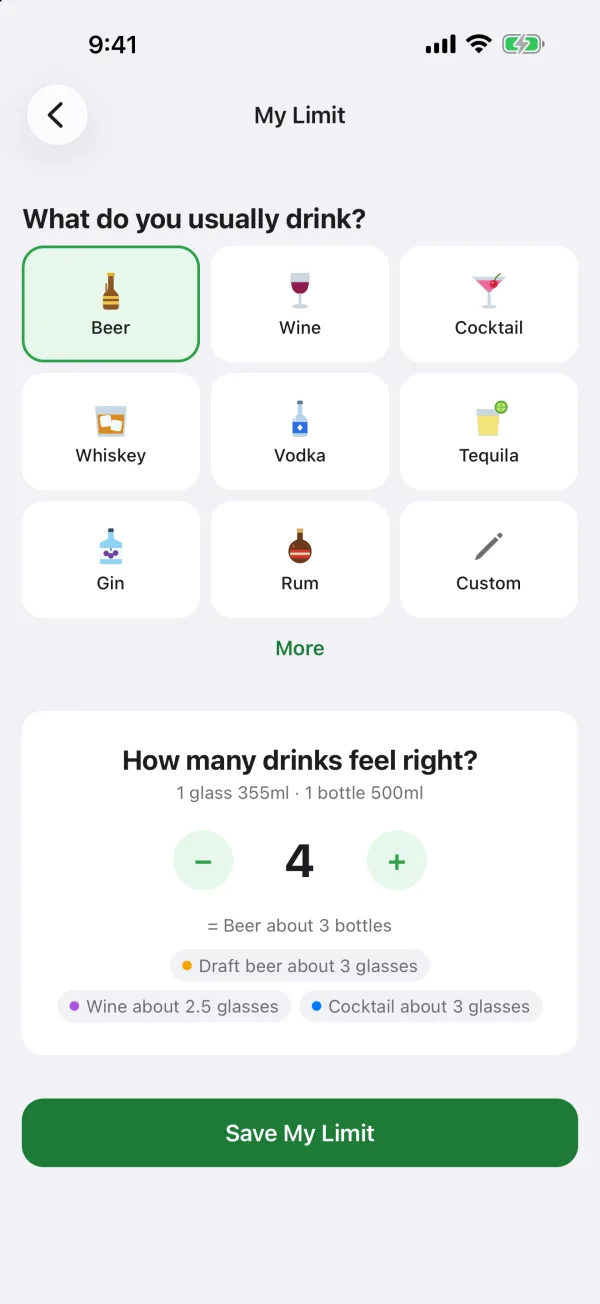 9:41
My Limit
What do you usually drink?
Beer
Wine
Cocktail
Whiskey
Vodka
Tequila
Gin
Rum
Custom
More
How many drinks feel right?
1 glass 355ml · 1 bottle 500ml
− 4 +
= Beer about 3 bottles
Draft beer about 3 glasses
Wine about 2.5 glasses
Cocktail about 3 glasses
Save My Limit